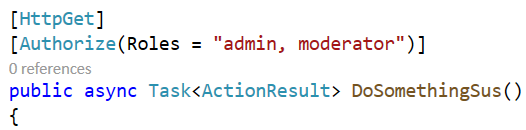 [HttpGet]
[Authorize(Roles = "admin, moderator")]
0 references
public async Task<ActionResult> DoSomethingSus()
{